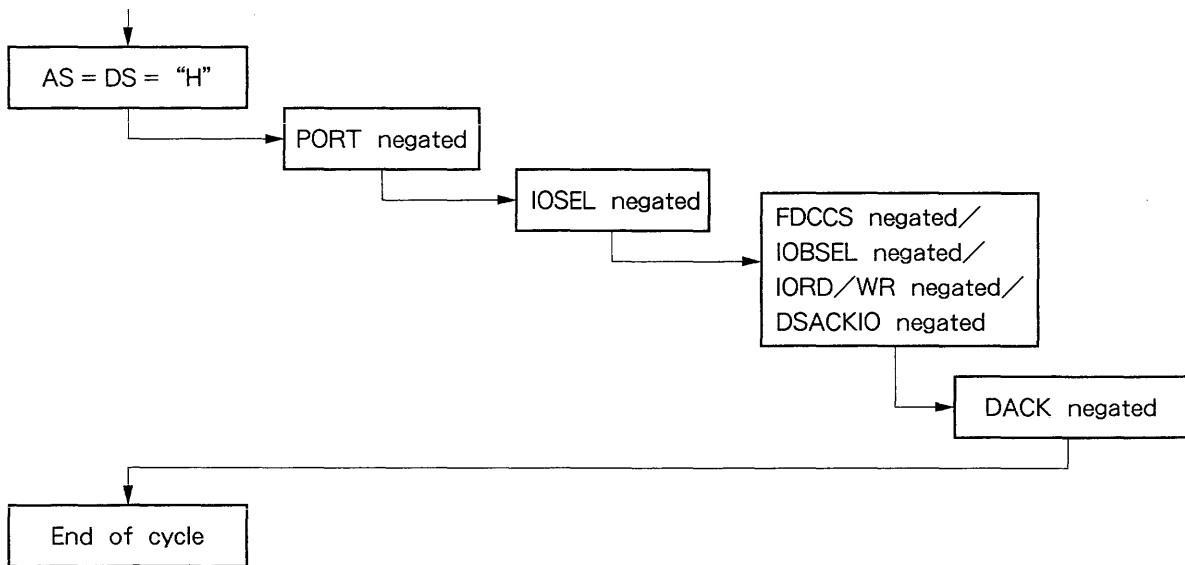 AS = DS = “H”
PORT negated
IOSEL negated
FDCCS negated／
IOBSEL negated／
IORD／WR negated／
DSACKIO negated
DACK negated
End of cycle